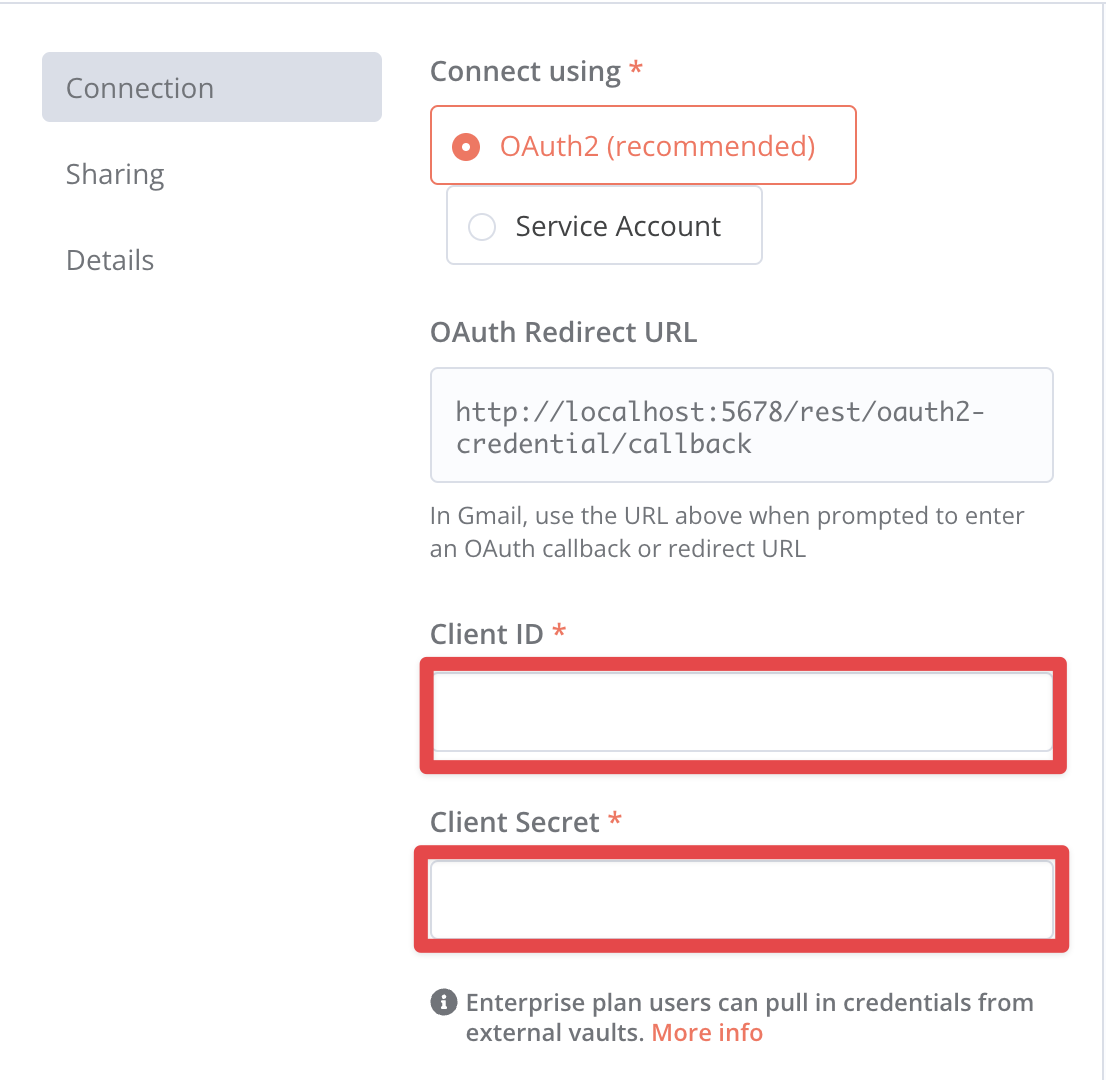 Connection
Sharing
Details
Connect using *
OAuth2 (recommended)
Service Account
OAuth Redirect URL
http://localhost:5678/rest/oauth2-
credential/callback
In Gmail, use the URL above when prompted to enter
an OAuth callback or redirect URL
Client ID *
Client Secret *
Enterprise plan users can pull in credentials from
external vaults. More info